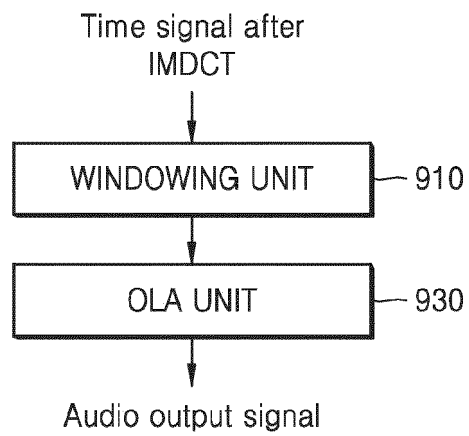 Time signal after
IMDCT
WINDOWING UNIT
910
OLA UNIT
930
Audio output signal